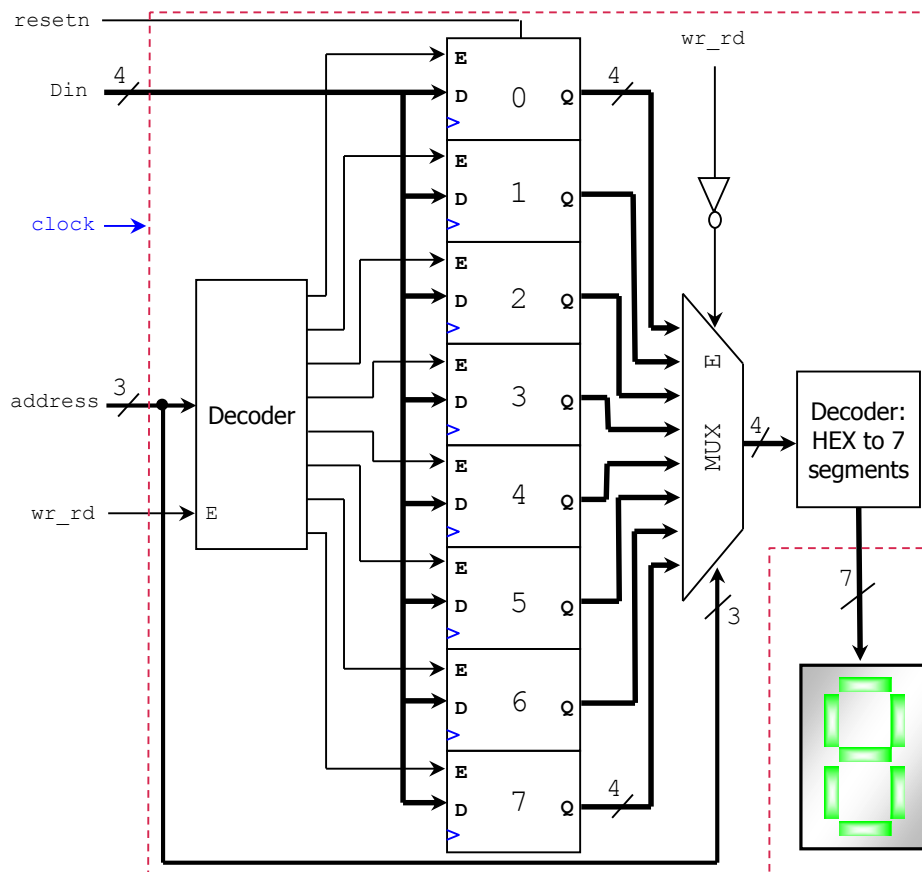 resetn
wr_rd
Din
4
E
D
0
Q
4
E
D
1
Q
clock
E
D
2
Q
address
3
Decoder
E
D
3
Q
MUX E
4
Decoder:
HEX to 7
segments
wr_rd
E
E
D
4
Q
E
D
5
Q
3
7
E
D
6
Q
E
D
7
Q
4
8